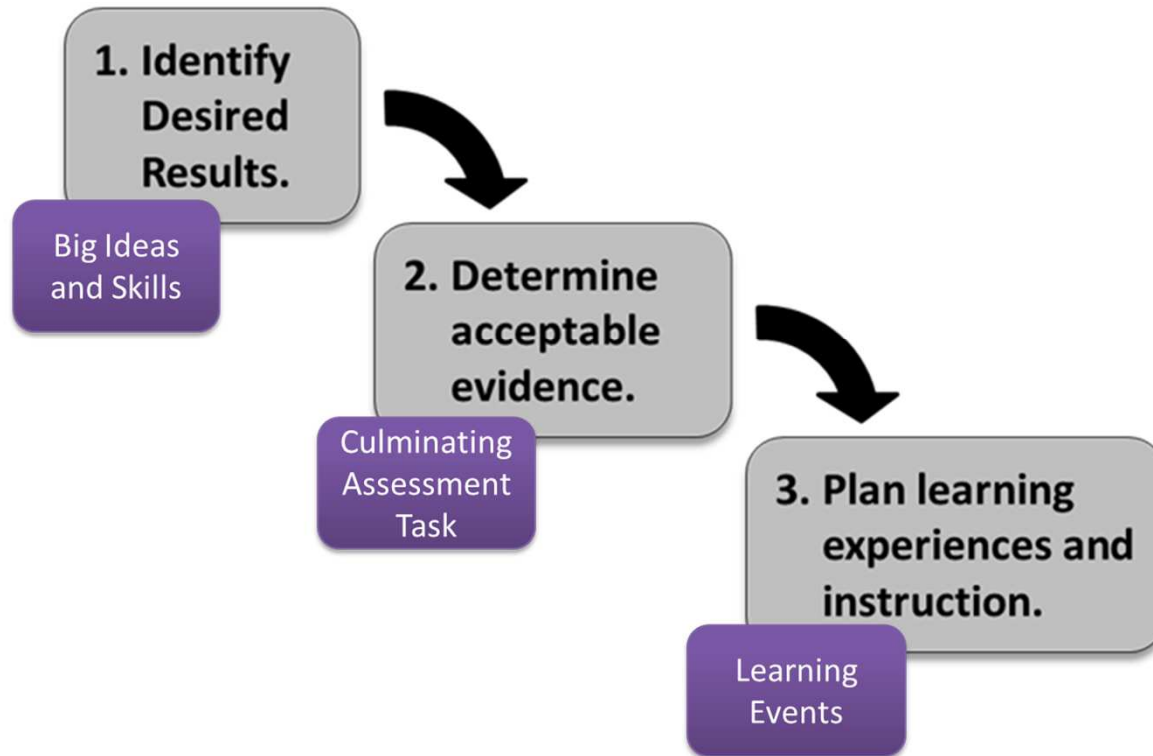 1. Identify
Desired
Results.
Big Ideas
and Skills
2. Determine
acceptable
evidence.
Culminating
Assessment
Task
3. Plan learning
experiences and
instruction.
Learning
Events